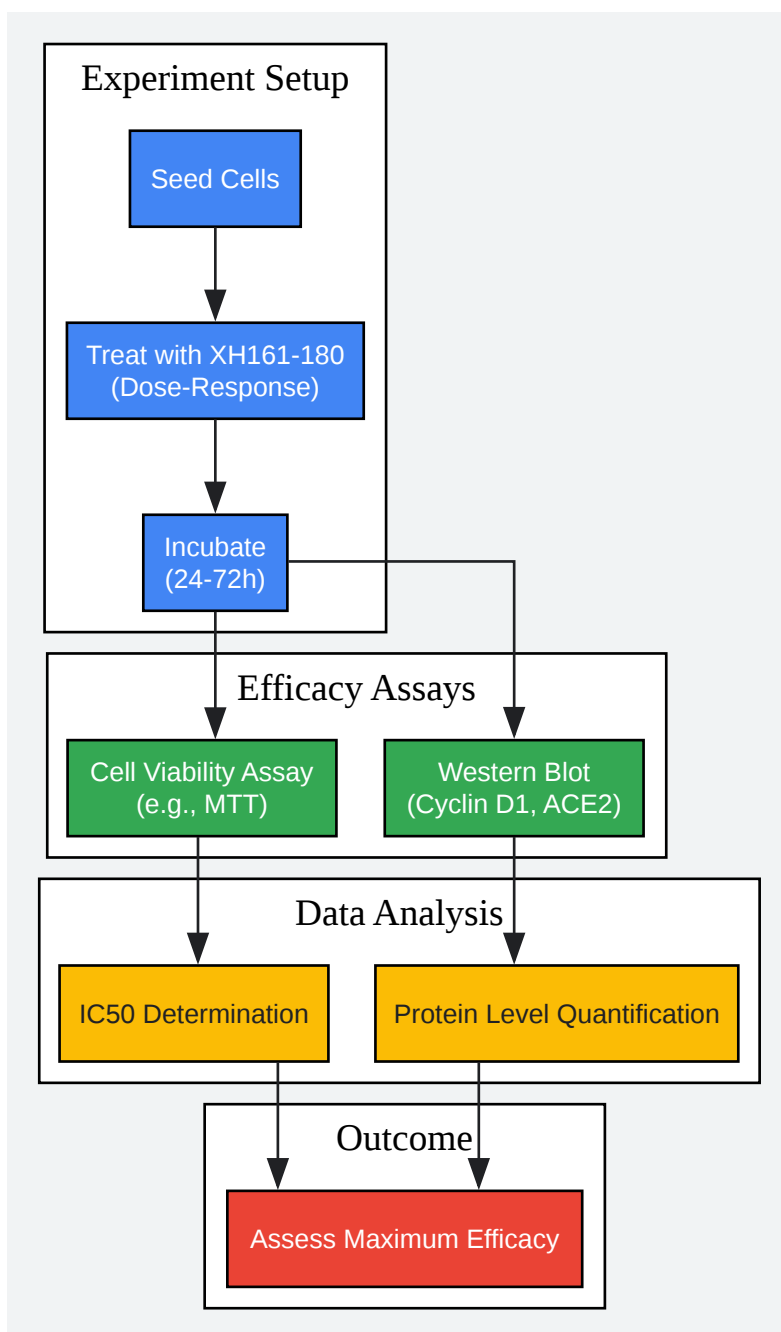 Experiment Setup
Seed Cells
Treat with XH161-180
(Dose-Response)
Incubate
(24-72h)
Efficacy Assays
Cell Viability Assay
(e.g., MTT)
Western Blot
(Cyclin D1, ACE2)
Data Analysis
IC50 Determination
Protein Level Quantification
Outcome
Assess Maximum Efficacy